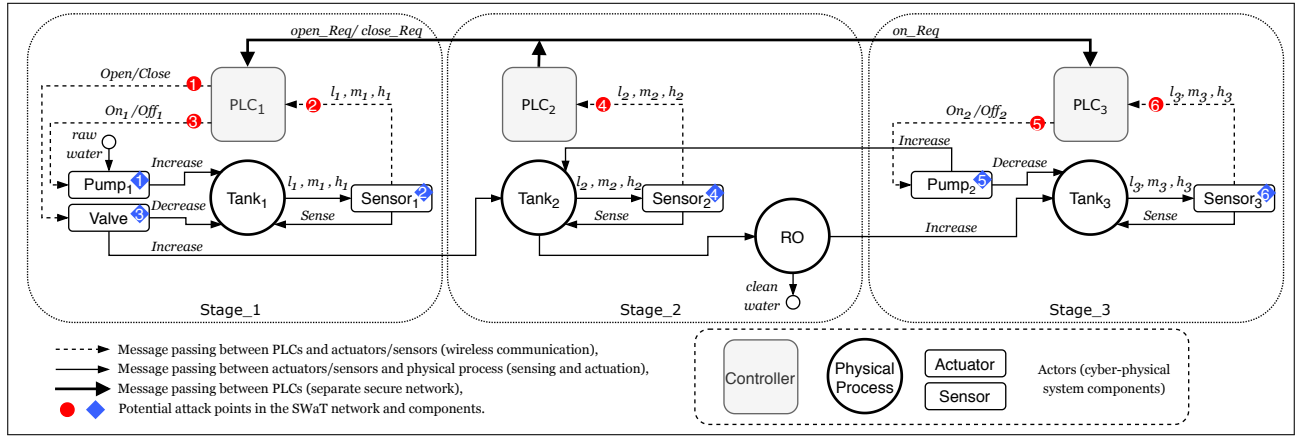 open_Req/ close_Req
on_Req
Open/Close
1
PLC1
2
l1 , m1 , h1
On1/Off1
3
raw
water
Increase
Pump1
1
Tank1
l1 , m1 , h1
Sensor1
2
Valve
3
Decrease
Sense
Increase
Stage_1
PLC2
4
l2 , m2 , h2
Tank2
l2, m2 , h2
Sensor2
4
Sense
RO
clean
water
Stage_2
PLC3
6
l3, m3 , h3
On2/Off2
5
Increase
Pump2
5
Decrease
Tank3
l3, m3 , h3
Sensor3
6
Sense
Increase
Stage_3
Message passing between PLCs and actuators/sensors (wireless communication),
Message passing between actuators/sensors and physical process (sensing and actuation),
Message passing between PLCs (separate secure network),
Potential attack points in the SWaT network and components.
Controller
Physical
Process
Actuator
Sensor
Actors (cyber-physical
system components)